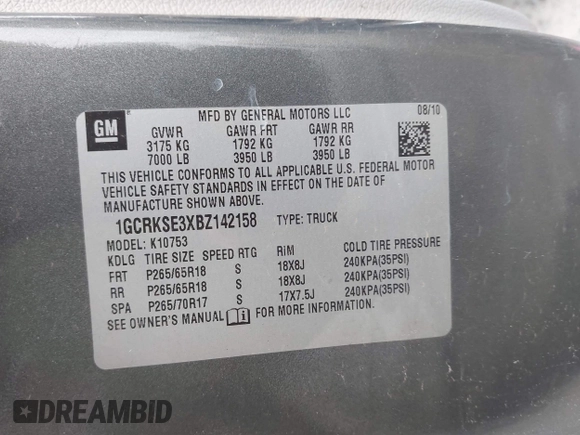 GM
MFD BY GENERAL MOTORS LLC 08/10
GVWR GAWR FRT GAWR RR
3175 KG 1792 KG 1792 KG
7000 LB 3950 LB 3950 LB
THIS VEHICLE CONFORMS TO ALL APPLICABLE U.S. FEDERAL MOTOR
VEHICLE SAFETY STANDARDS IN EFFECT ON THE DATE OF
MANUFACTURE SHOWN ABOVE.
1GCRKSE3XBZ142158 TYPE: TRUCK
MODEL: K10753
KDLG TIRE SIZE SPEED RTG RIM COLD TIRE PRESSURE
FRT P265/65R18 S 18X8J 240KPA(35PSI)
RR P265/65R18 S 18X8J 240KPA(35PSI)
SPA P265/70R17 S 17X7.5J 240KPA(35PSI)
SEE OWNER'S MANUAL FOR MORE INFORMATION.
DREAMBID